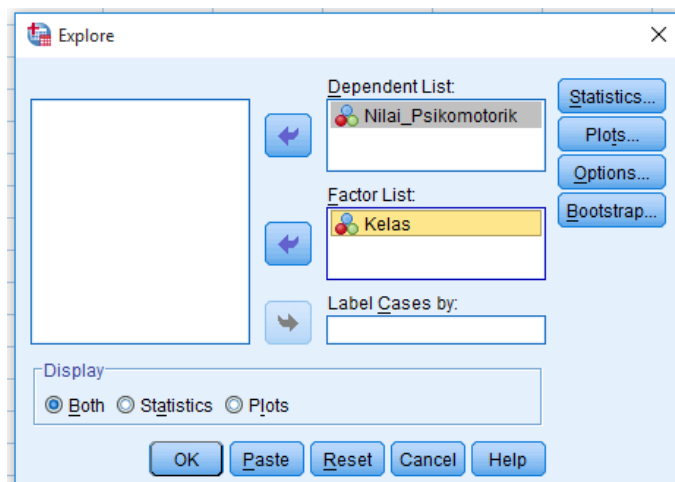 Explore
Dependent List:
Nilai_Psikomotorik
Statistics...
Plots...
Options...
Bootstrap...
Factor List:
Kelas
Label Cases by:
Display
Both Statistics Plots
OK Paste Reset Cancel Help